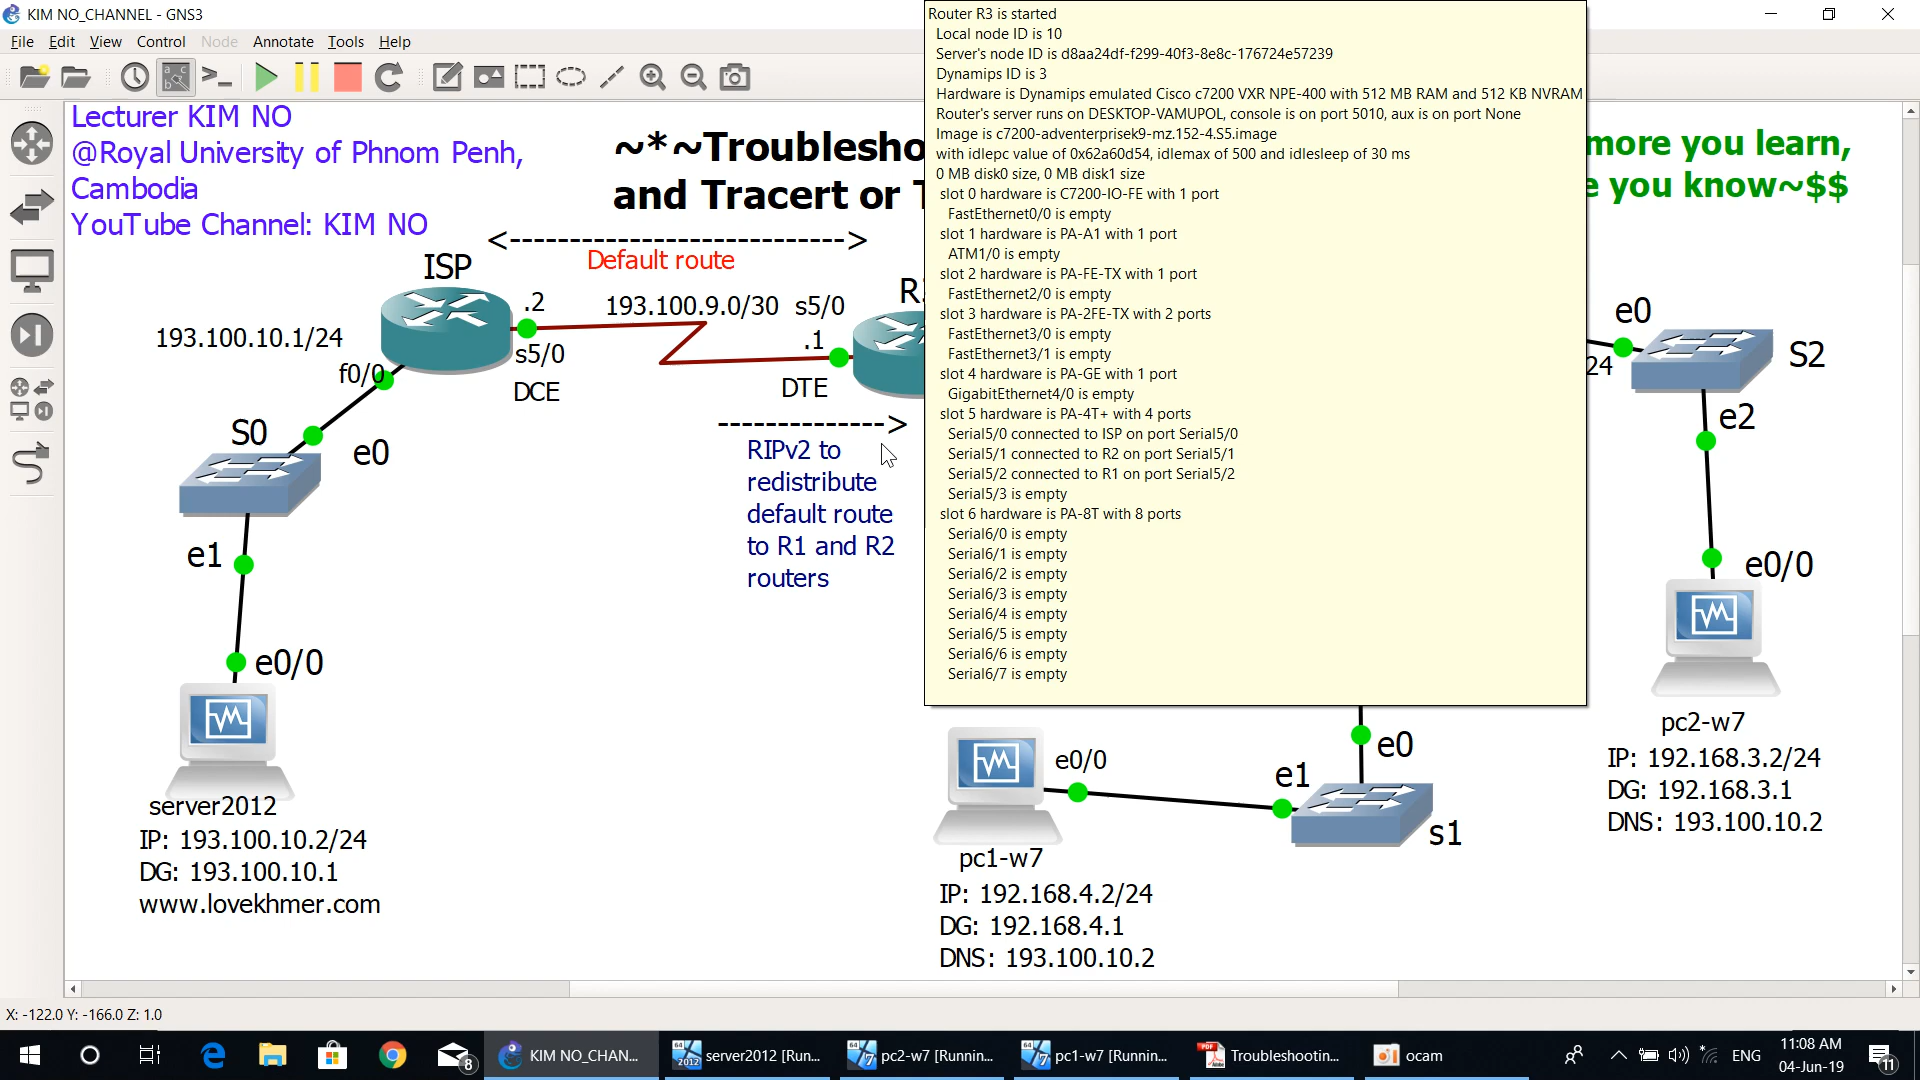 KIM NO_CHANNEL - GNS3
File Edit View Control Node Annotate Tools Help
Lecturer KIM NO
@Royal University of Phnom Penh,
Cambodia
YouTube Channel: KIM NO
~*~Troublesho
and Tracert or T
more you learn,
e you know~$$
Router R3 is started
Local node ID is 10
Server's node ID is d8aa24df-f299-40f3-8e8c-176724e57239
Dynamips ID is 3
Hardware is Dynamips emulated Cisco c7200 VXR NPE-400 with 512 MB RAM and 512 KB NVRAM
Router's server runs on DESKTOP-VAMUPOL, console is on port 5010, aux is on port None
Image is c7200-adventerprisek9-mz.152-4.S5.image
with idlepc value of 0x62a60d54, idlemax of 500 and idlesleep of 30 ms
0 MB disk0 size, 0 MB disk1 size
slot 0 hardware is C7200-IO-FE with 1 port
FastEthernet0/0 is empty
slot 1 hardware is PA-A1 with 1 port
ATM1/0 is empty
slot 2 hardware is PA-FE-TX with 1 port
FastEthernet2/0 is empty
slot 3 hardware is PA-2FE-TX with 2 ports
FastEthernet3/0 is empty
FastEthernet3/1 is empty
slot 4 hardware is PA-GE with 1 port
GigabitEthernet4/0 is empty
slot 5 hardware is PA-4T+ with 4 ports
Serial5/0 connected to ISP on port Serial5/0
Serial5/1 connected to R2 on port Serial5/1
Serial5/2 connected to R1 on port Serial5/2
Serial5/3 is empty
slot 6 hardware is PA-8T with 8 ports
Serial6/0 is empty
Serial6/1 is empty
Serial6/2 is empty
Serial6/3 is empty
Serial6/4 is empty
Serial6/5 is empty
Serial6/6 is empty
Serial6/7 is empty
<---------------------------->
Default route
ISP
.2
193.100.9.0/30 s5/0
193.100.10.1/24
.1
s5/0
f0/0
DCE
DTE
-------------->
RIPv2 to
redistribute
default route
to R1 and R2
routers
S0
e0
e1
e0/0
server2012
IP: 193.100.10.2/24
DG: 193.100.10.1
www.lovekhmer.com
e0/0
pc1-w7
IP: 192.168.4.2/24
DG: 192.168.4.1
DNS: 193.100.10.2
e0
e1
s1
e0
24
S2
e2
e0/0
pc2-w7
IP: 192.168.3.2/24
DG: 192.168.3.1
DNS: 193.100.10.2
X: -122.0 Y: -166.0 Z: 1.0
8
KIM NO_CHAN...
server2012 [Run...
pc2-w7 [Runnin...
pc1-w7 [Runnin...
Troubleshootin...
ocam
ENG
11:08 AM
04-Jun-19
11